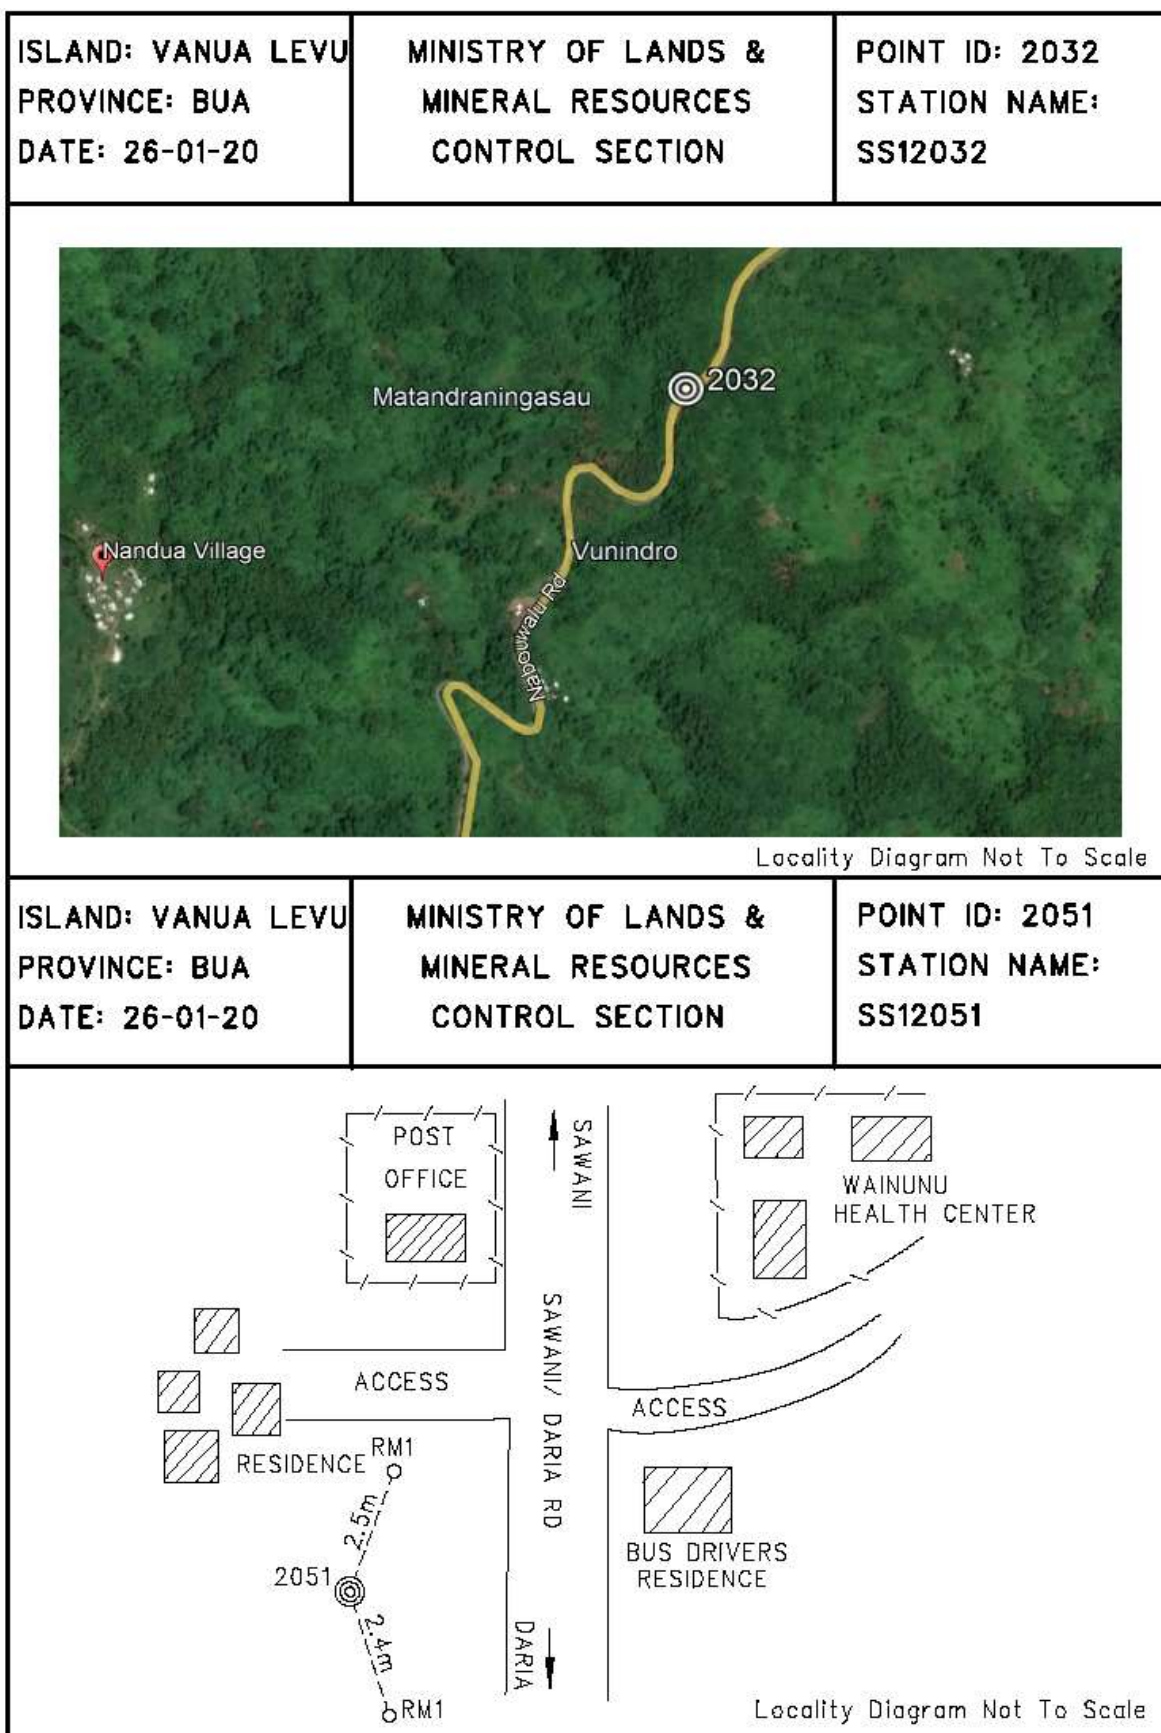 ISLAND: VANUA LEVU
PROVINCE: BUA
DATE: 26-01-20
MINISTRY OF LANDS &
MINERAL RESOURCES
CONTROL SECTION
POINT ID: 2032
STATION NAME:
SS12032
2032
Matandraningasau
Nandua Village
Vunindro
Nabouwalu Rd
Locality Diagram Not To Scale
ISLAND: VANUA LEVU
PROVINCE: BUA
DATE: 26-01-20
MINISTRY OF LANDS &
MINERAL RESOURCES
CONTROL SECTION
POINT ID: 2051
STATION NAME:
SS12051
POST
OFFICE
SAWANI
WAINUNU
HEALTH CENTER
SAWANI/ DARIA RD
ACCESS
ACCESS
RESIDENCE
RM1
2.5m
2051
2.4m
RM1
BUS DRIVERS
RESIDENCE
DARIA
Locality Diagram Not To Scale